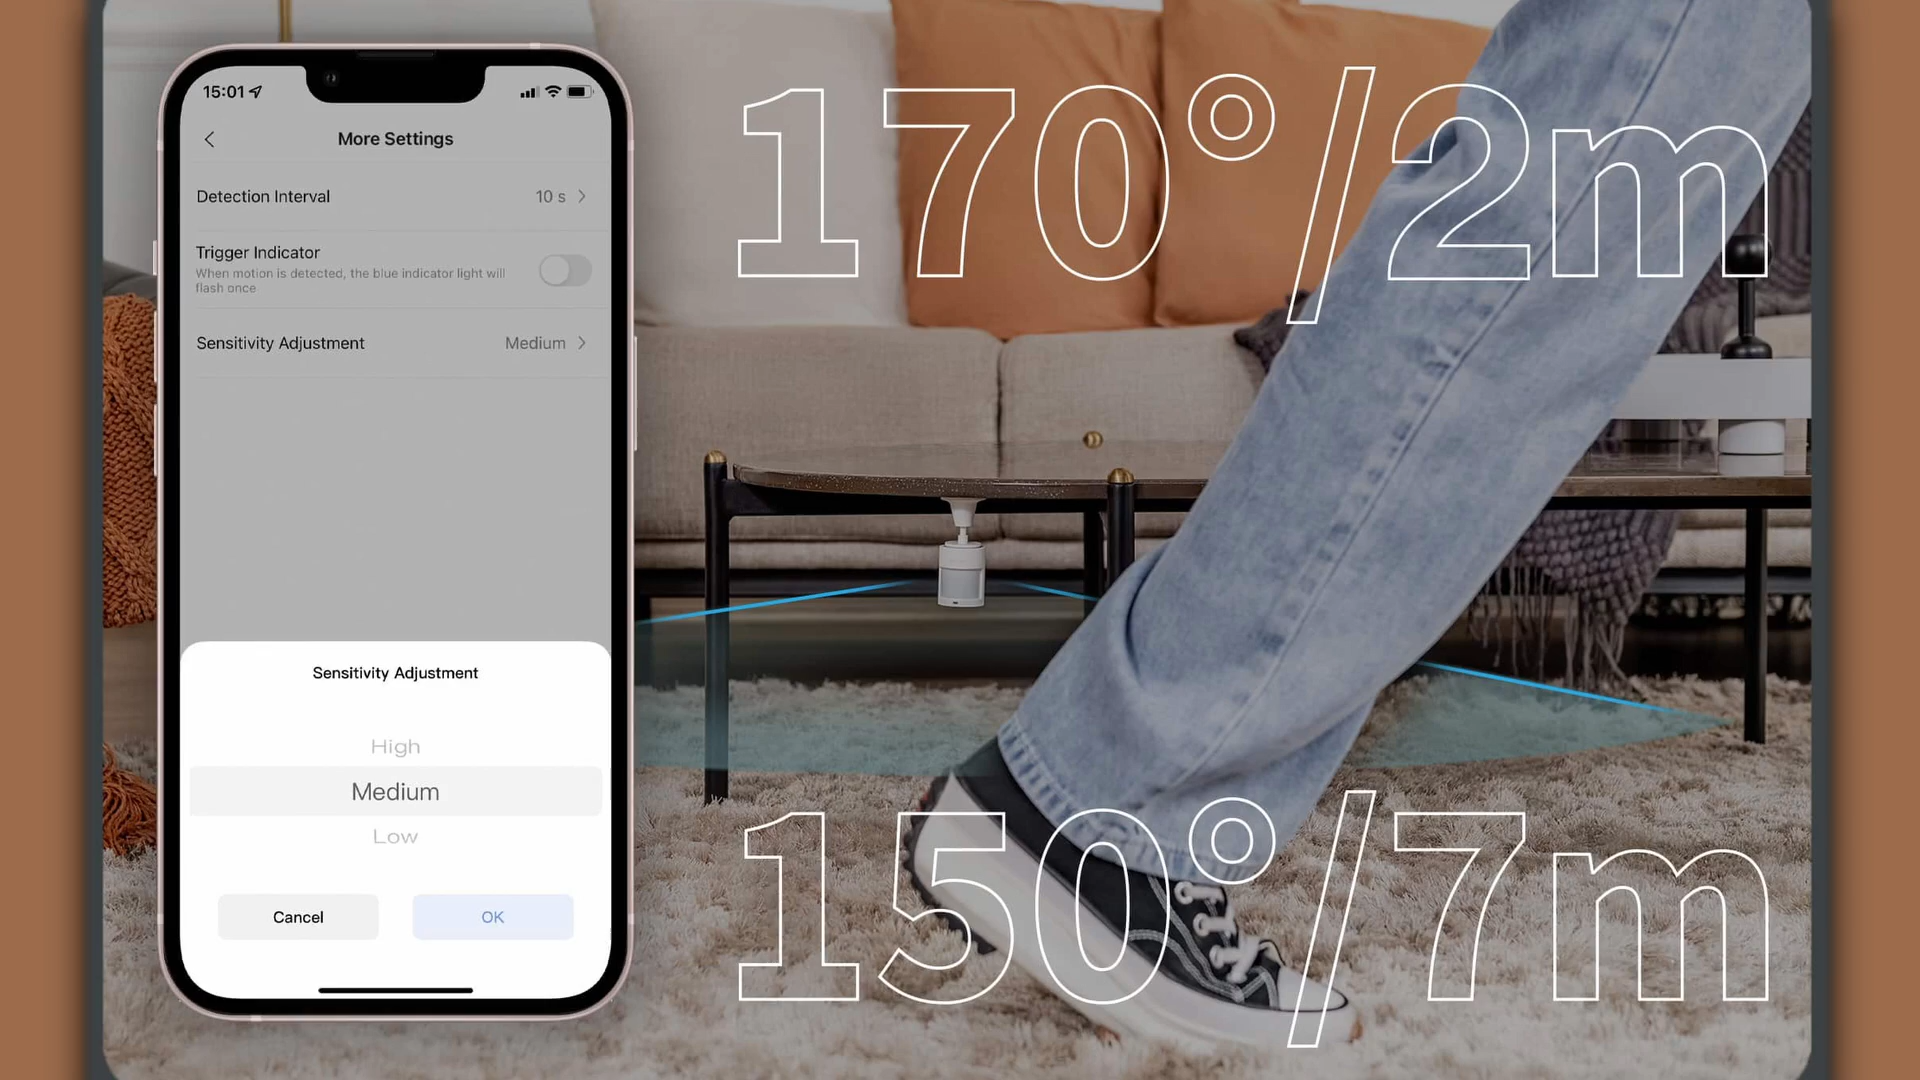 15:01
More Settings
Detection Interval
10 s
Trigger Indicator
When motion is detected, the blue indicator light will
flash once
Sensitivity Adjustment
Medium
Sensitivity Adjustment
High
Medium
Low
Cancel
OK
170°/2m
150°/7m